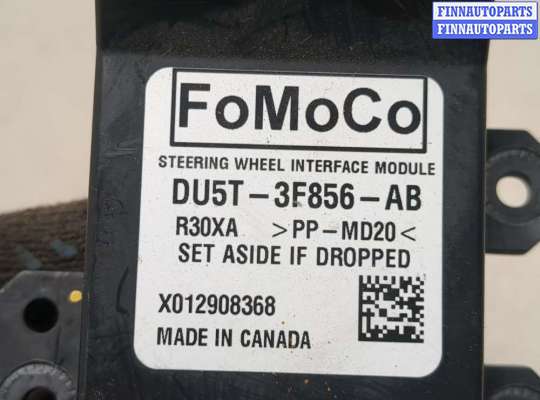 FINNAUTOPARTS
FINNAUTOPARTS
FoMoCo
STEERING WHEEL INTERFACE MODULE
DU5T-3F856-AB
R30XA >PP-MD20<
SET ASIDE IF DROPPED
X012908368
MADE IN CANADA